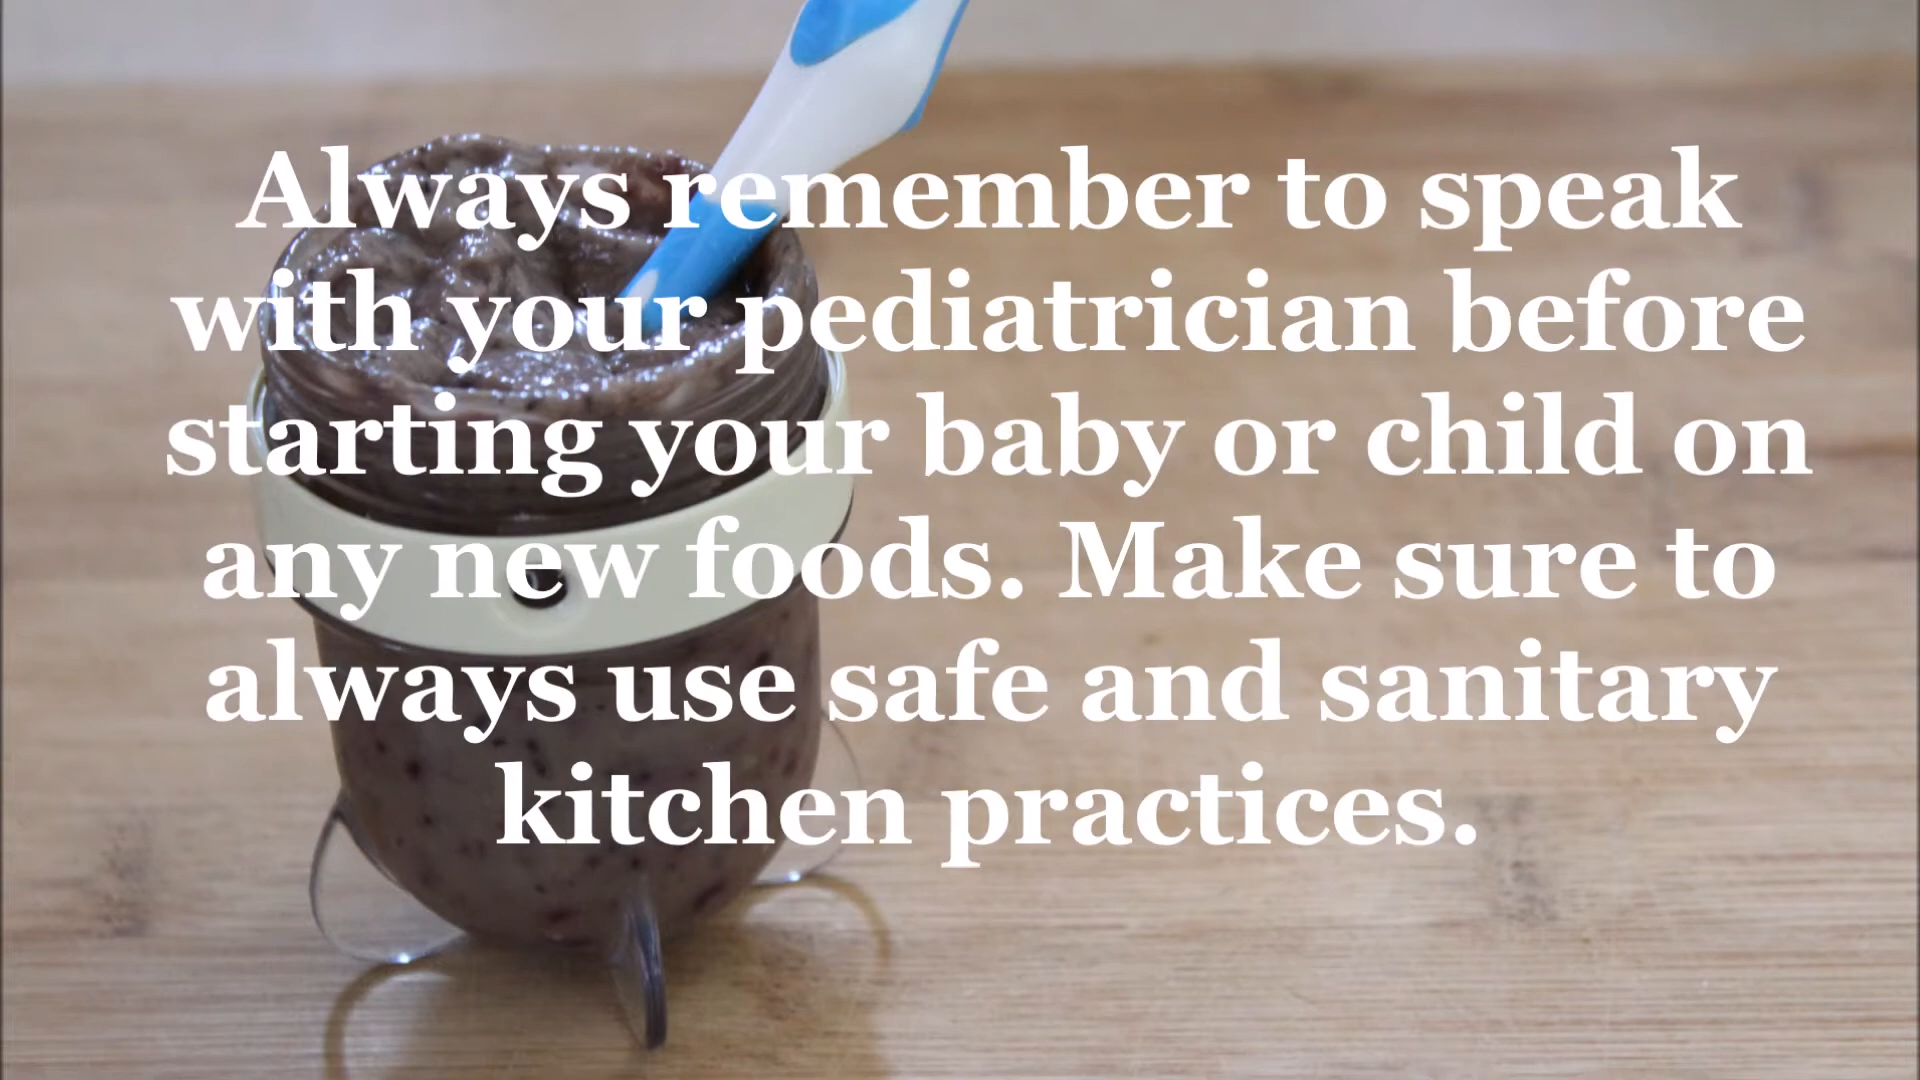 Always remember to speak
with your pediatrician before
starting your baby or child on
any new foods. Make sure to
always use safe and sanitary
kitchen practices.